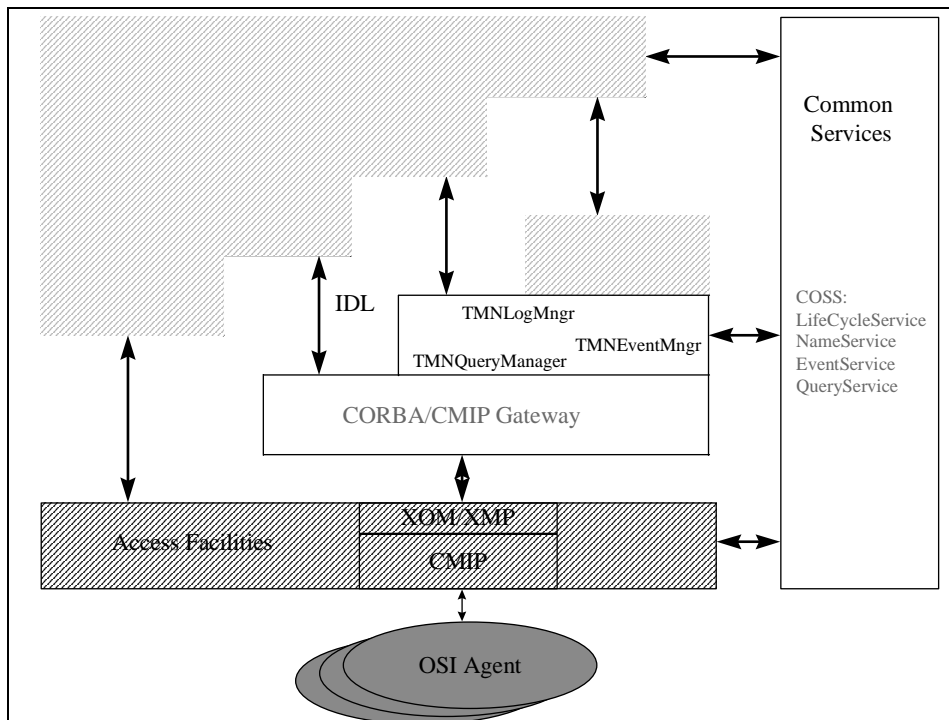 Common
Services
IDL
TMNLogMngr
TMNEventMngr
TMNQueryManager
COSS:
LifeCycleService
NameService
EventService
QueryService
CORBA/CMIP Gateway
XOM/XMP
Access Facilities
CMIP
OSI Agent